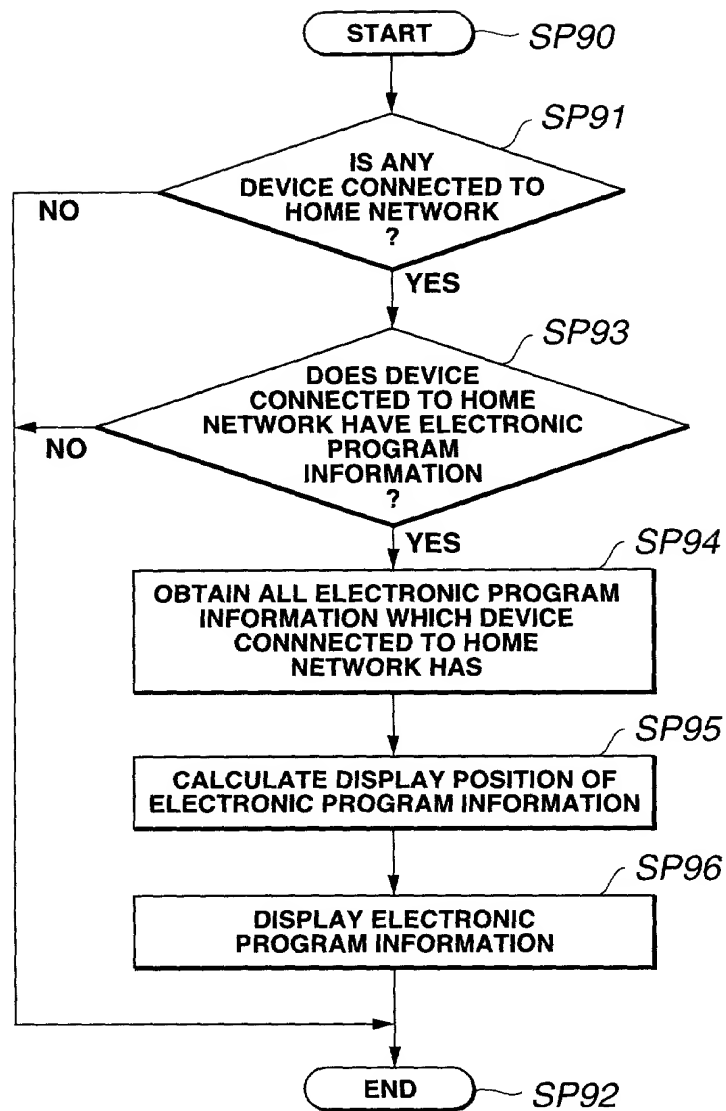 START
SP90
SP91
IS ANY
DEVICE CONNECTED TO
HOME NETWORK
?
NO
YES
SP93
DOES DEVICE
CONNECTED TO HOME
NETWORK HAVE ELECTRONIC
PROGRAM
INFORMATION
?
NO
YES
SP94
OBTAIN ALL ELECTRONIC PROGRAM
INFORMATION WHICH DEVICE
CONNNECTED TO HOME
NETWORK HAS
SP95
CALCULATE DISPLAY POSITION OF
ELECTRONIC PROGRAM INFORMATION
SP96
DISPLAY ELECTRONIC
PROGRAM INFORMATION
END
SP92